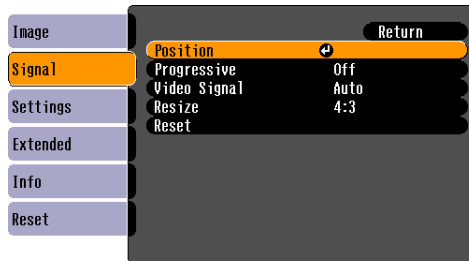 Image
Signal
Settings
Extended
Info
Reset
Return
Position
Progressive Off
Video Signal Auto
Resize 4:3
Reset